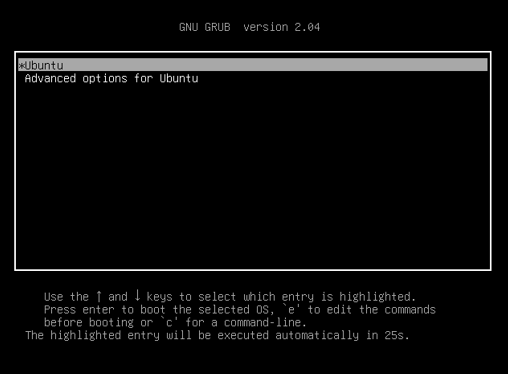 GNU GRUB  version 2.04
*Ubuntu
Advanced options for Ubuntu
Use the ↑ and ↓ keys to select which entry is highlighted.
Press enter to boot the selected OS, `e' to edit the commands
before booting or `c' for a command-line.
The highlighted entry will be executed automatically in 25s.